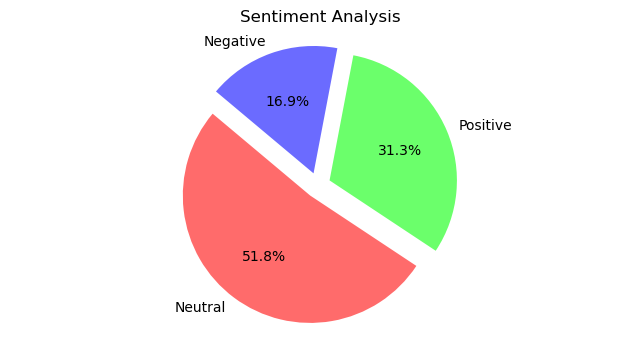 Sentiment Analysis
Negative
16.9%
Positive
31.3%
51.8%
Neutral